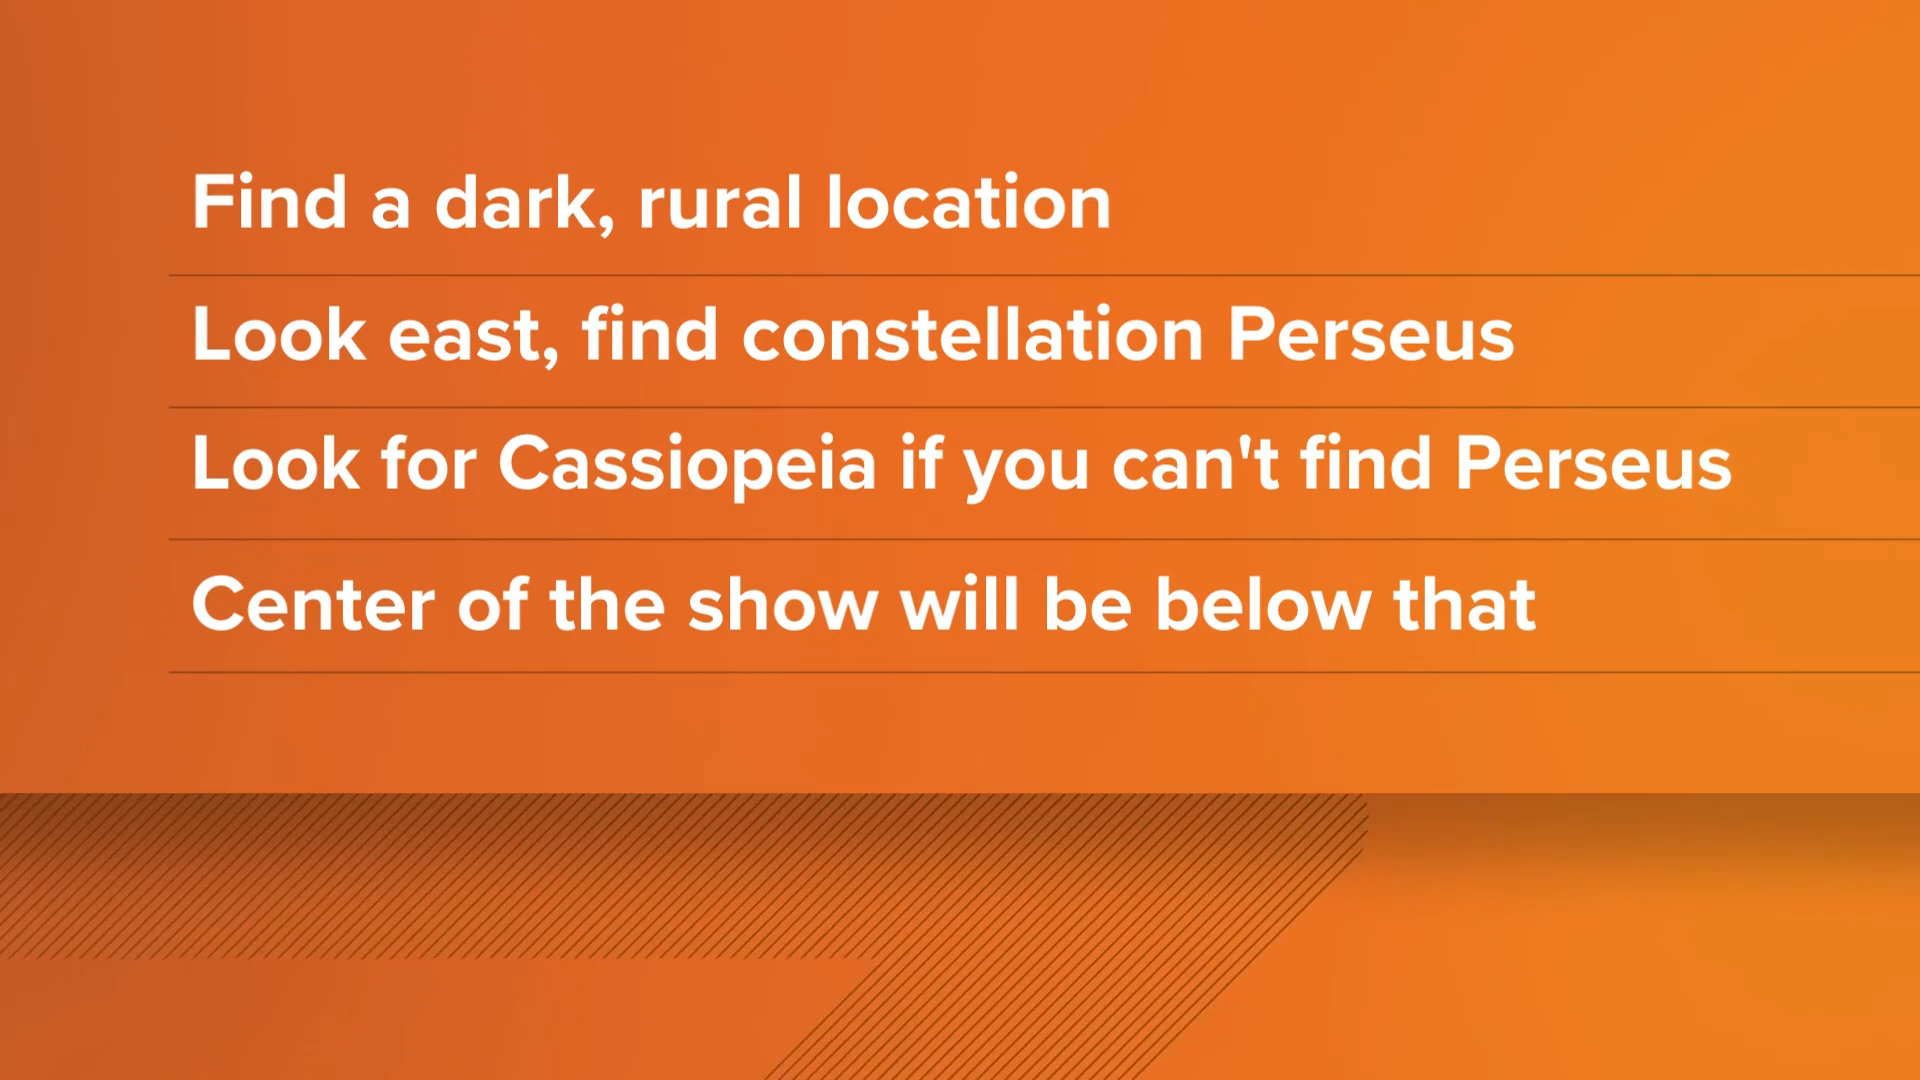 Find a dark, rural location
Look east, find constellation Perseus
Look for Cassiopeia if you can't find Perseus
Center of the show will be below that